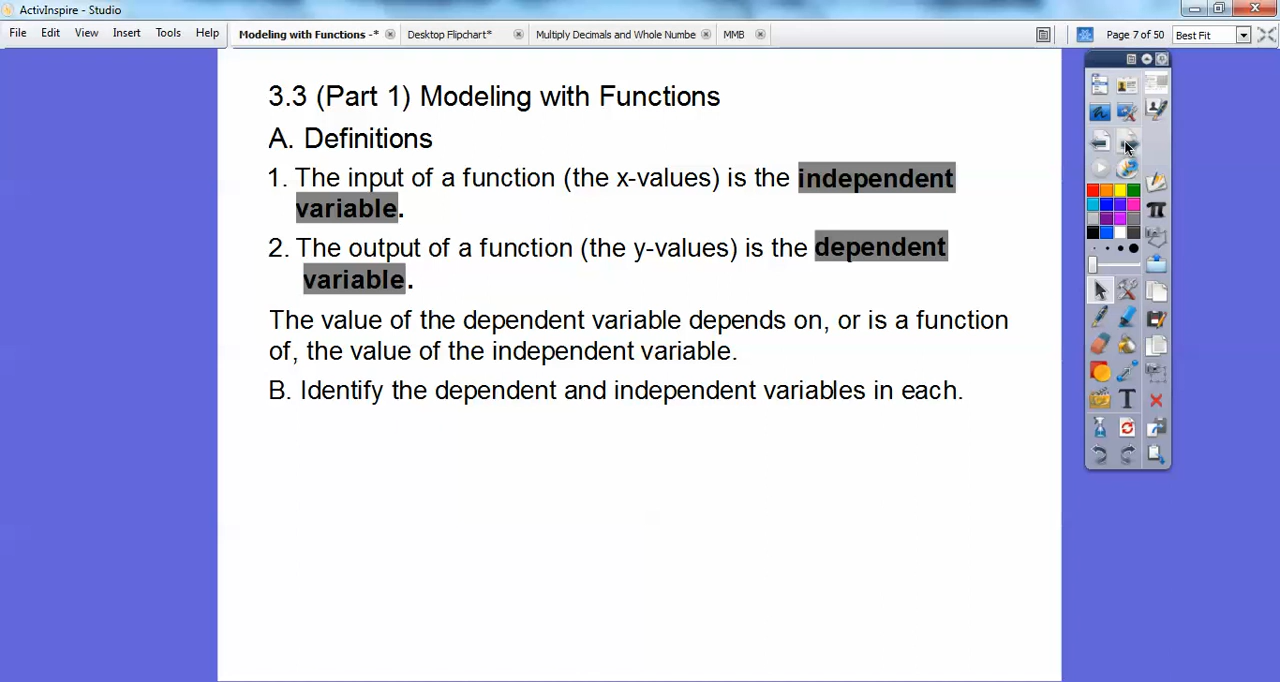 ActivInspire - Studio
File Edit View Insert Tools Help Modeling with Functions -* Desktop Flipchart* Multiply Decimals and Whole Numbe MMB Page 7 of 50 Best Fit
3.3 (Part 1) Modeling with Functions
A. Definitions
1. The input of a function (the x-values) is the independent
variable.
2. The output of a function (the y-values) is the dependent
variable.
The value of the dependent variable depends on, or is a function
of, the value of the independent variable.
B. Identify the dependent and independent variables in each.